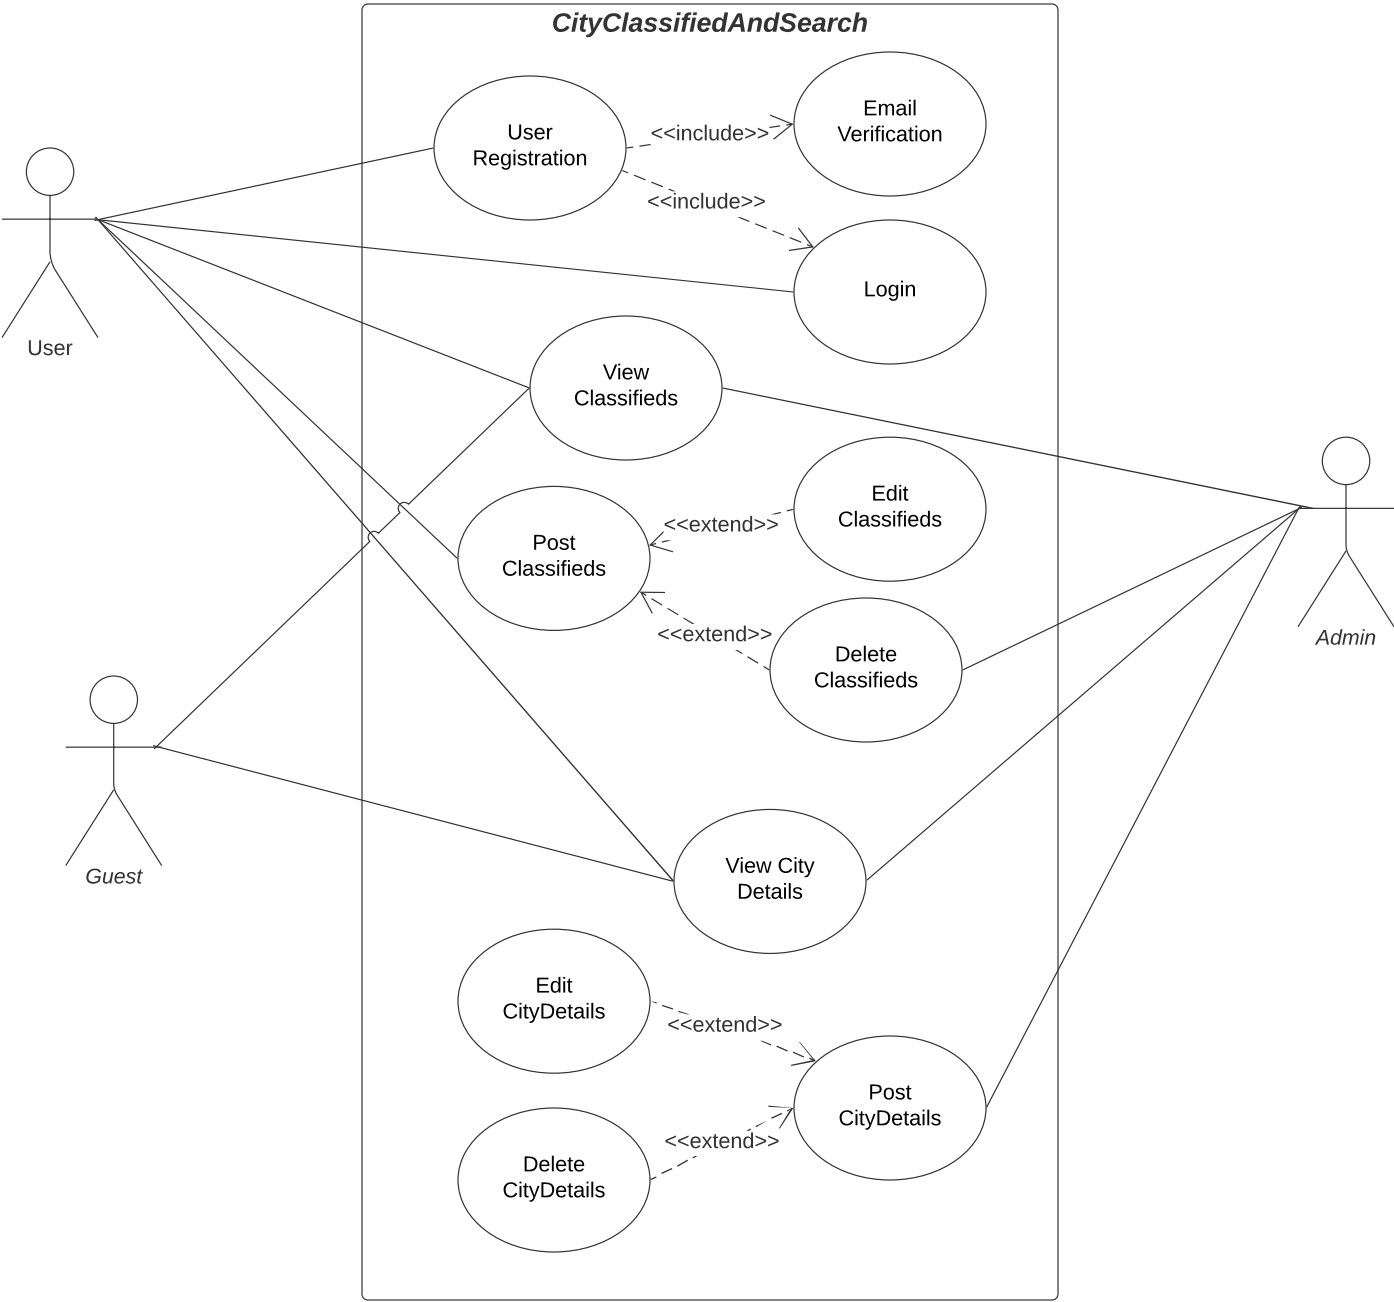 CityClassifiedAndSearch
User
Registration
<<include>>
Email
Verification
<<include>>
Login
User
View
Classifieds
Edit
Classifieds
<<extend>>
Post
Classifieds
<<extend>>
Delete
Classifieds
Admin
Guest
View City
Details
Edit
CityDetails
<<extend>>
Post
CityDetails
<<extend>>
Delete
CityDetails